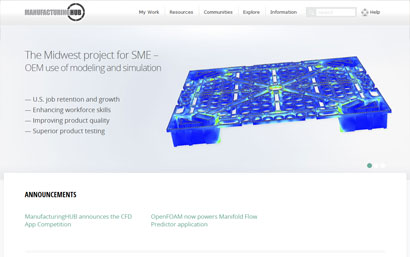 MANUFACTURINGHUB
My Work Resources Communities Explore Information Search Help
The Midwest project for SME –
OEM use of modeling and simulation
— U.S. job retention and growth
— Enhancing workforce skills
— Improving product quality
— Superior product testing
ANNOUNCEMENTS
ManufacturingHUB announces the CFD
App Competition
OpenFOAM now powers Manifold Flow
Predictor application